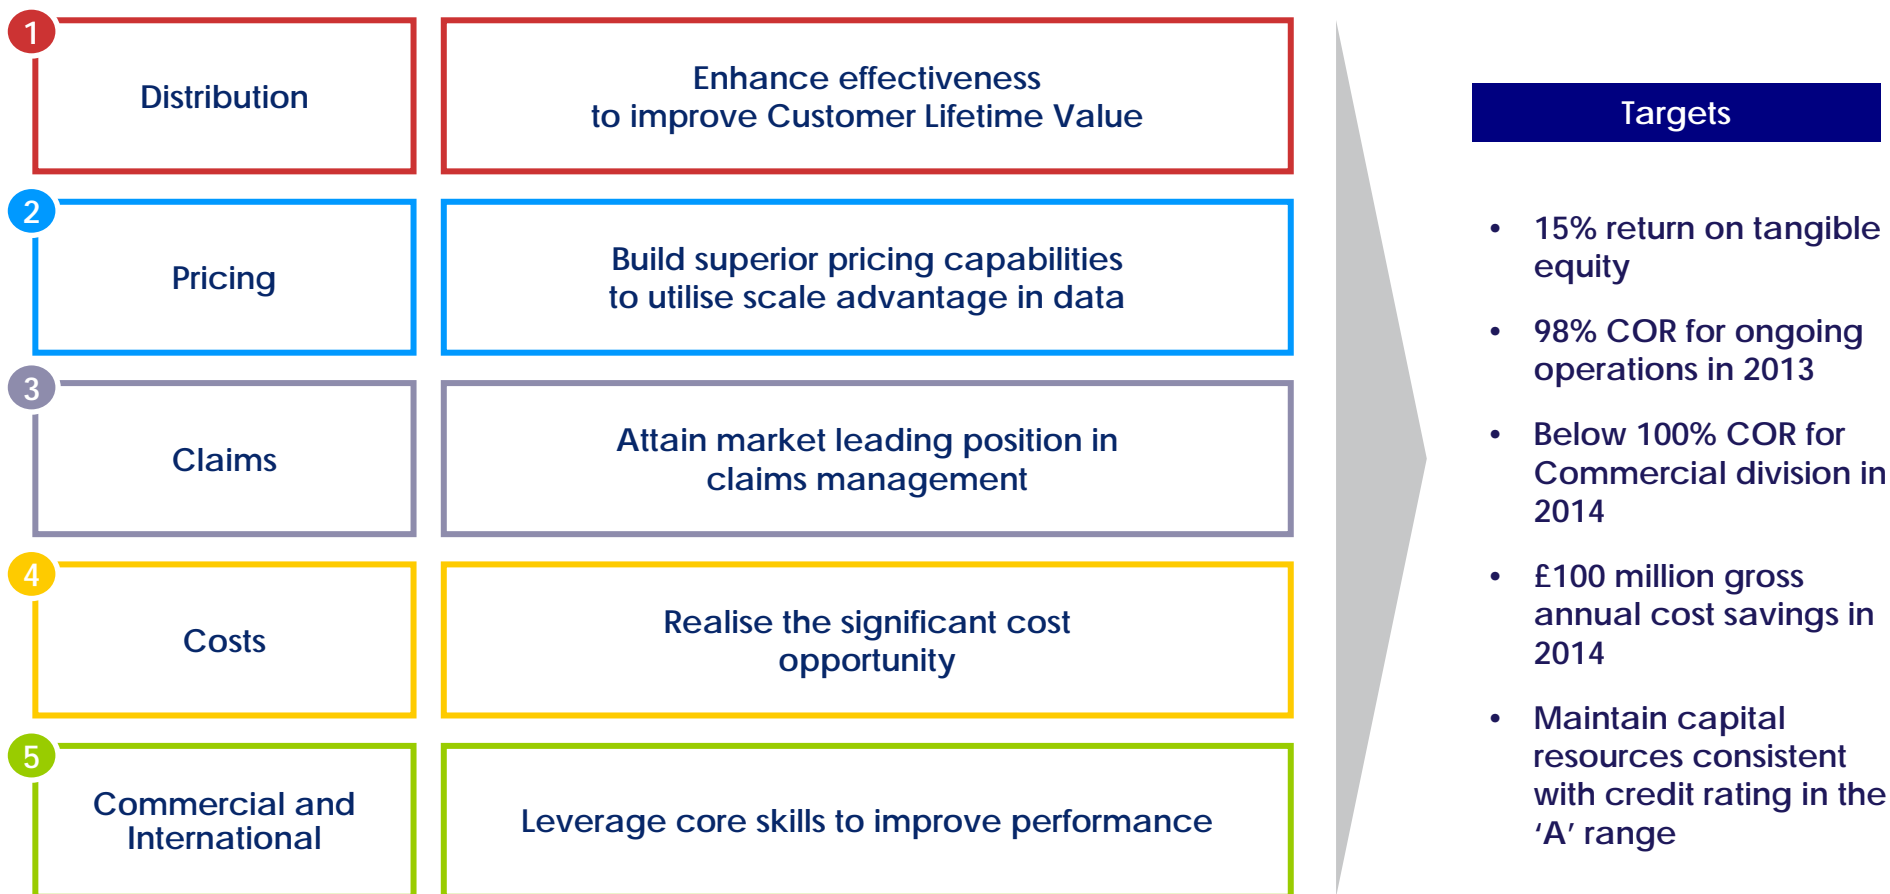 1
Distribution
Enhance effectiveness
to improve Customer Lifetime Value
2
Pricing
Build superior pricing capabilities
to utilise scale advantage in data
3
Claims
Attain market leading position in
claims management
4
Costs
Realise the significant cost
opportunity
5
Commercial and
International
Leverage core skills to improve performance
Targets
• 15% return on tangible
equity
• 98% COR for ongoing
operations in 2013
• Below 100% COR for
Commercial division in
2014
• £100 million gross
annual cost savings in
2014
• Maintain capital
resources consistent
with credit rating in the
‘A’ range